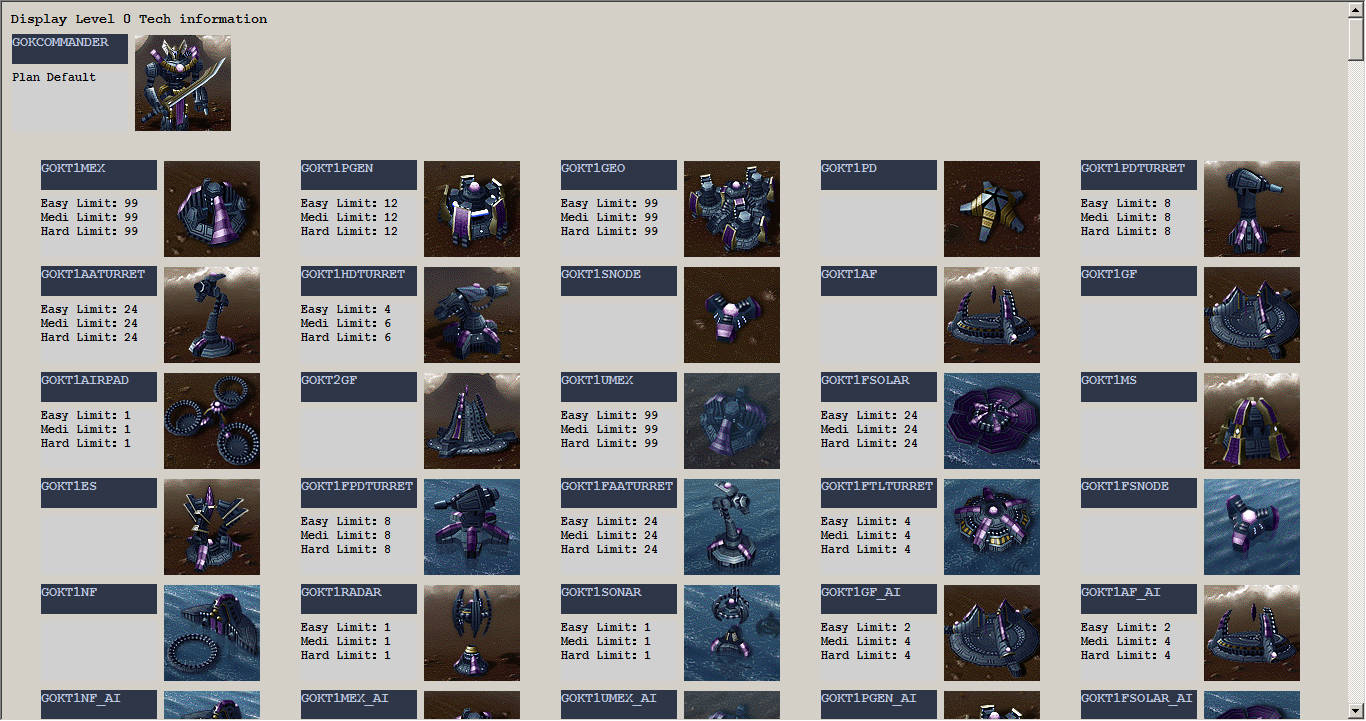 Display Level 0 Tech information
GOKCOMMANDER
Plan Default
GOKT1MEX
Easy Limit: 99
Medi Limit: 99
Hard Limit: 99
GOKT1PGEN
Easy Limit: 12
Medi Limit: 12
Hard Limit: 12
GOKT1GEO
Easy Limit: 99
Medi Limit: 99
Hard Limit: 99
GOKT1PD
GOKT1PDTURRET
Easy Limit: 8
Medi Limit: 8
Hard Limit: 8
GOKT1AATURRET
Easy Limit: 24
Medi Limit: 24
Hard Limit: 24
GOKT1HDTURRET
Easy Limit: 4
Medi Limit: 6
Hard Limit: 6
GOKT1SNODE
GOKT1AF
GOKT1GF
GOKT1AIRPAD
Easy Limit: 1
Medi Limit: 1
Hard Limit: 1
GOKT2GF
GOKT1UMEX
Easy Limit: 99
Medi Limit: 99
Hard Limit: 99
GOKT1FSOLAR
Easy Limit: 24
Medi Limit: 24
Hard Limit: 24
GOKT1MS
GOKT1ES
GOKT1FPDTURRET
Easy Limit: 8
Medi Limit: 8
Hard Limit: 8
GOKT1FAATURRET
Easy Limit: 24
Medi Limit: 24
Hard Limit: 24
GOKT1FTLTURRET
Easy Limit: 4
Medi Limit: 4
Hard Limit: 4
GOKT1FSNODE
GOKT1NF
GOKT1RADAR
Easy Limit: 1
Medi Limit: 1
Hard Limit: 1
GOKT1SONAR
Easy Limit: 1
Medi Limit: 1
Hard Limit: 1
GOKT1GF_AI
Easy Limit: 2
Medi Limit: 4
Hard Limit: 4
GOKT1AF_AI
Easy Limit: 2
Medi Limit: 4
Hard Limit: 4
GOKT1NF_AI
GOKT1MEX_AI
GOKT1UMEX_AI
GOKT1PGEN_AI
GOKT1FSOLAR_AI